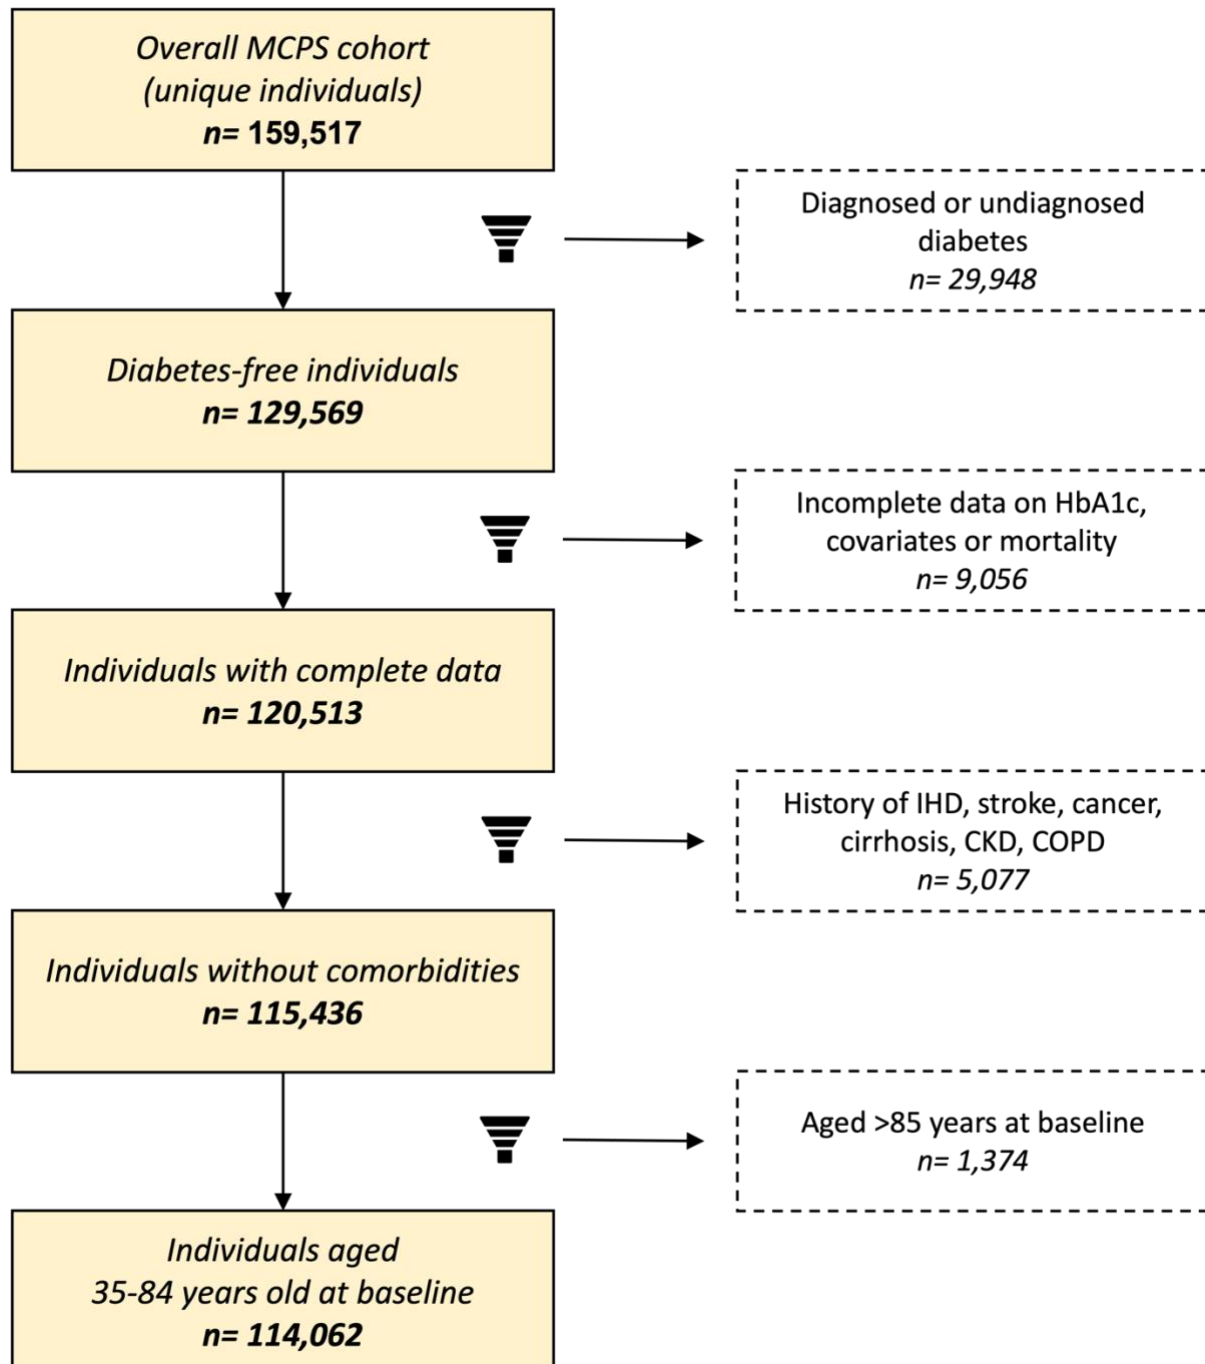 Overall MCPS cohort
(unique individuals)
n= 159,517
Diagnosed or undiagnosed
diabetes
n= 29,948
Diabetes-free individuals
n= 129,569
Incomplete data on HbA1c,
covariates or mortality
n= 9,056
Individuals with complete data
n= 120,513
History of IHD, stroke, cancer,
cirrhosis, CKD, COPD
n= 5,077
Individuals without comorbidities
n= 115,436
Aged >85 years at baseline
n= 1,374
Individuals aged
35-84 years old at baseline
n= 114,062